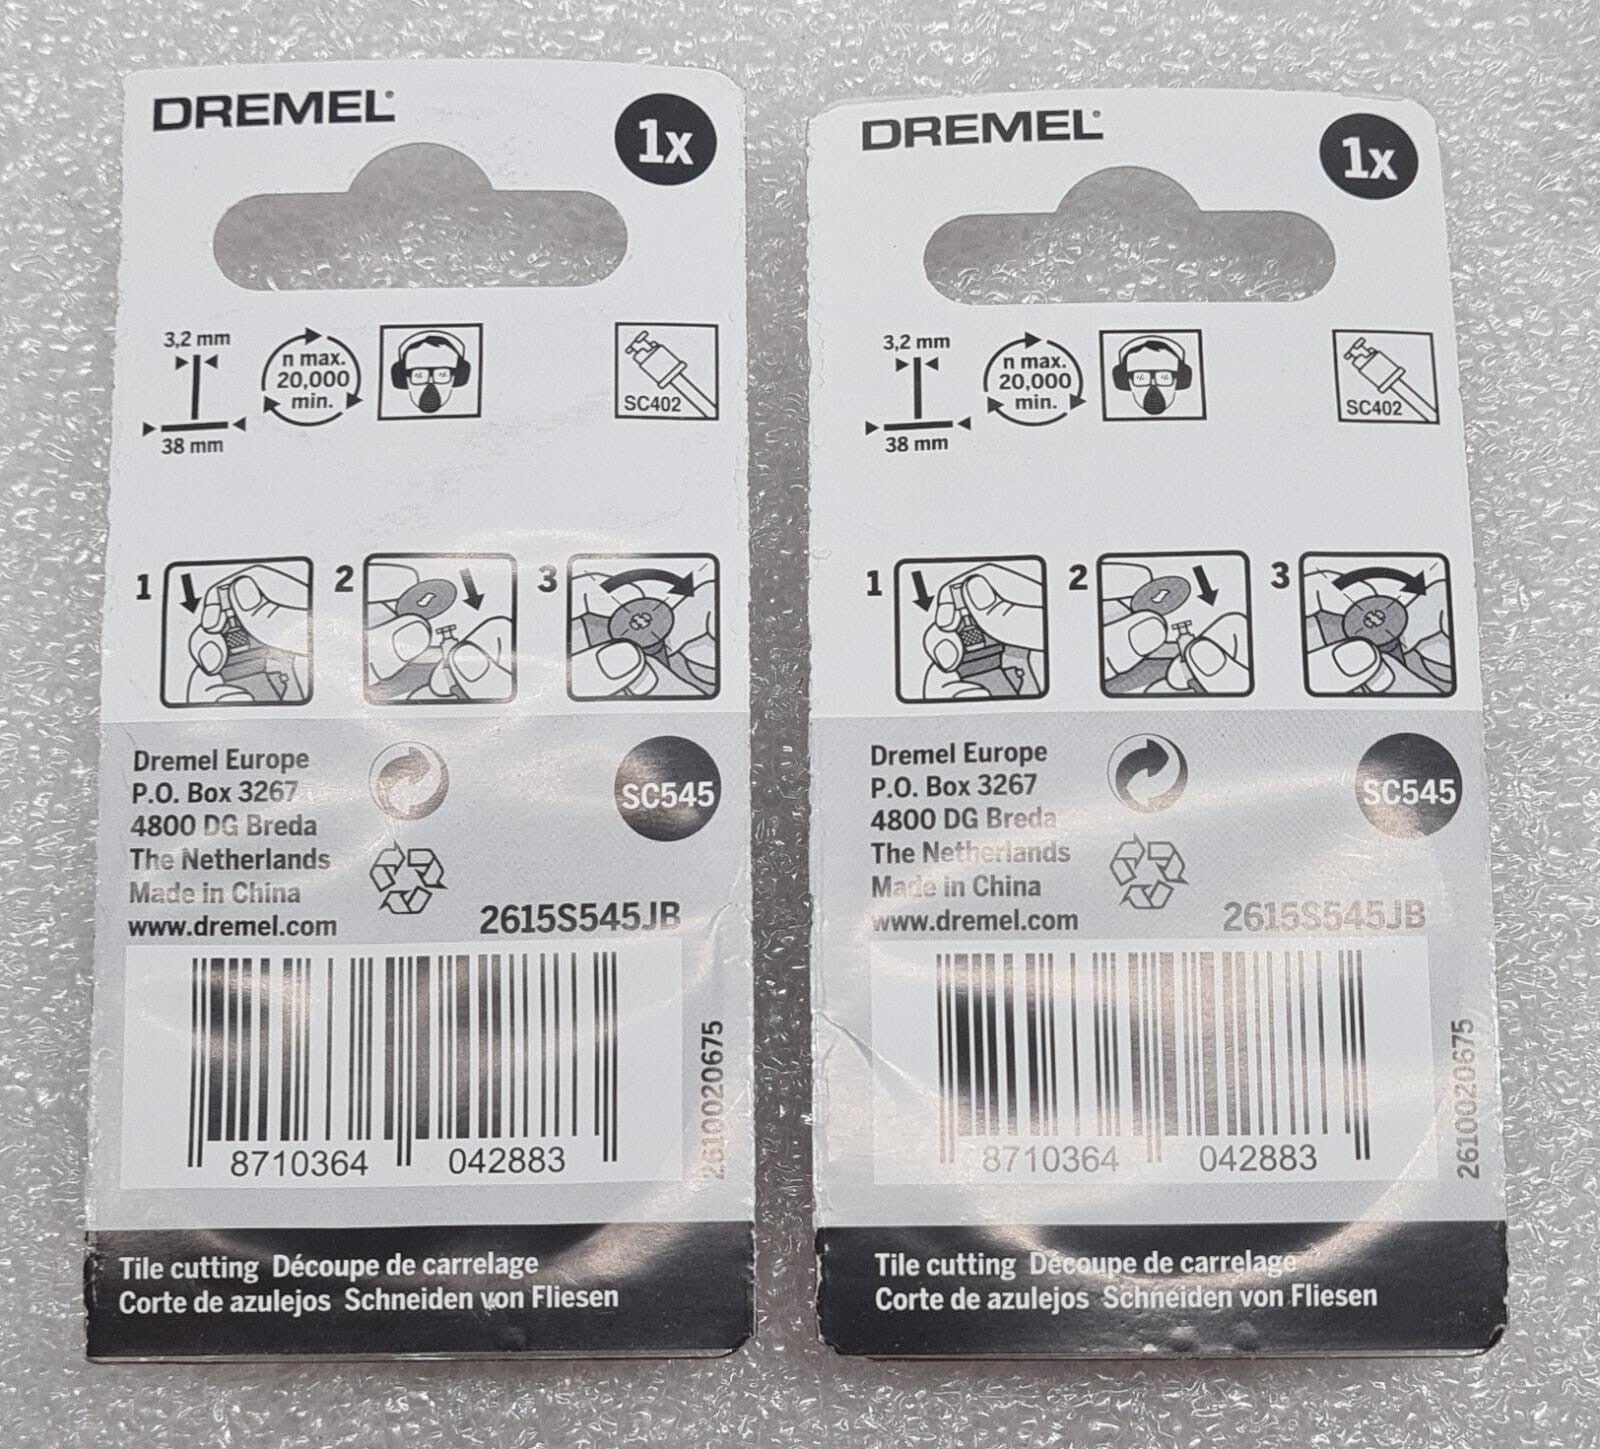 DREMEL®
1x
3,2 mm
38 mm
n max.
20,000
min.
SC402
1
2
3
Dremel Europe
P.O. Box 3267
4800 DG Breda
The Netherlands
Made in China
www.dremel.com
SC545
2615S545JB
8710364 042883
2610020675
Tile cutting Découpe de carrelage
Corte de azulejos Schneiden von Fliesen
DREMEL®
1x
3,2 mm
38 mm
n max.
20,000
min.
SC402
1
2
3
Dremel Europe
P.O. Box 3267
4800 DG Breda
The Netherlands
Made in China
www.dremel.com
SC545
2615S545JB
8710364 042883
2610020675
Tile cutting Découpe de carrelage
Corte de azulejos Schneiden von Fliesen